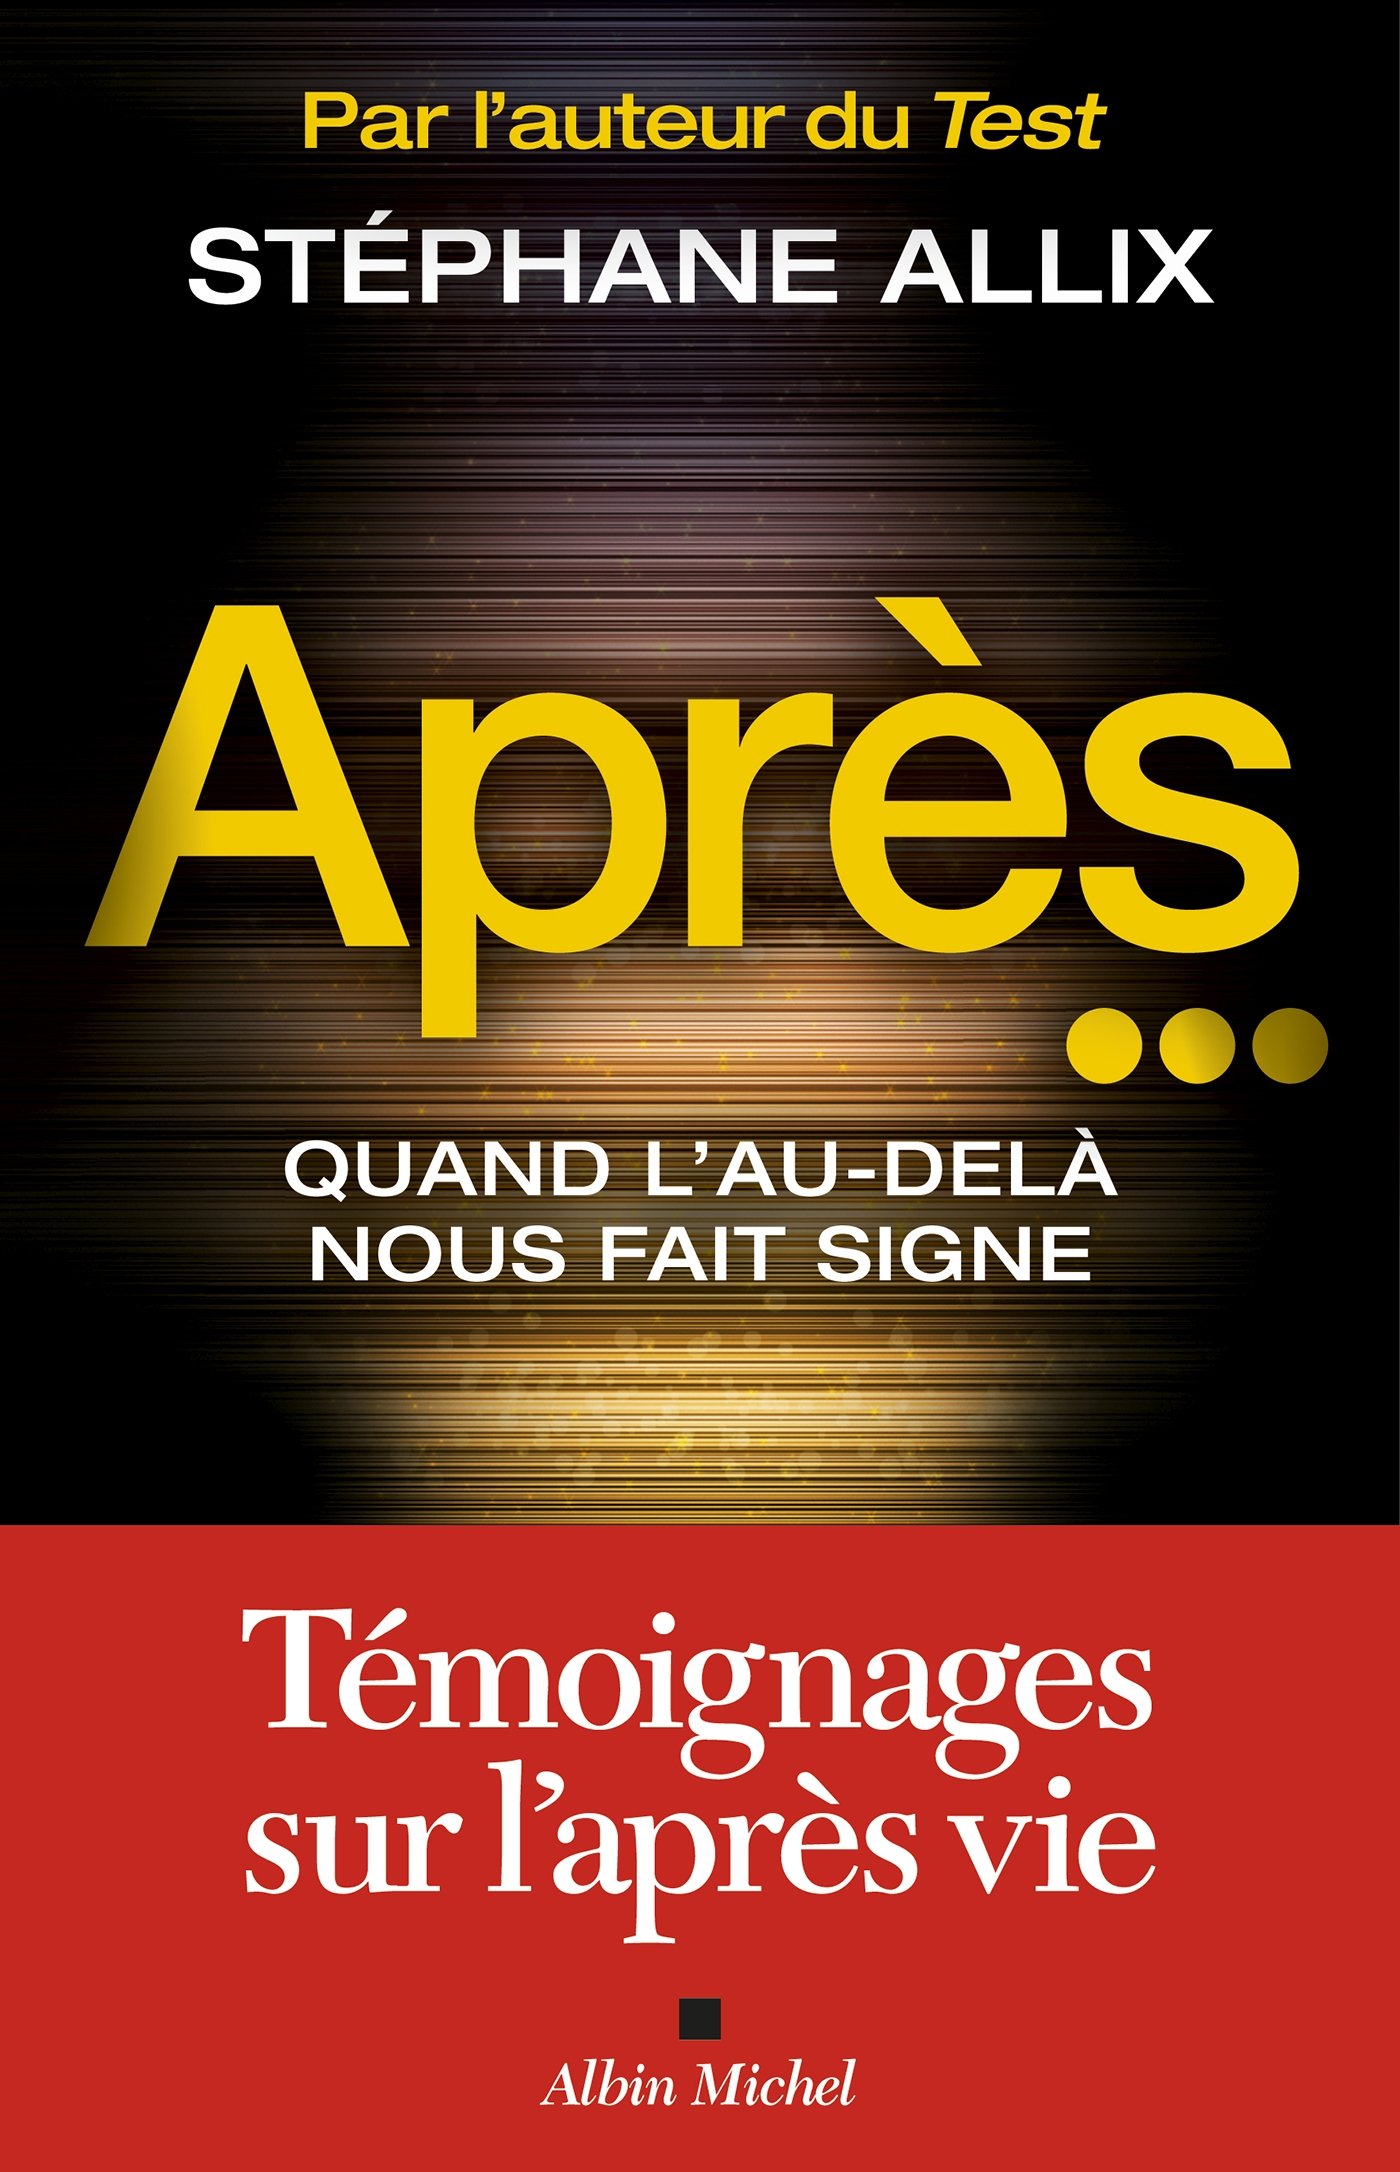 Par l’auteur du Test
STÉPHANE ALLIX
Après...
QUAND L’AU-DELÀ
NOUS FAIT SIGNE
Témoignages
sur l’après vie
Albin Michel